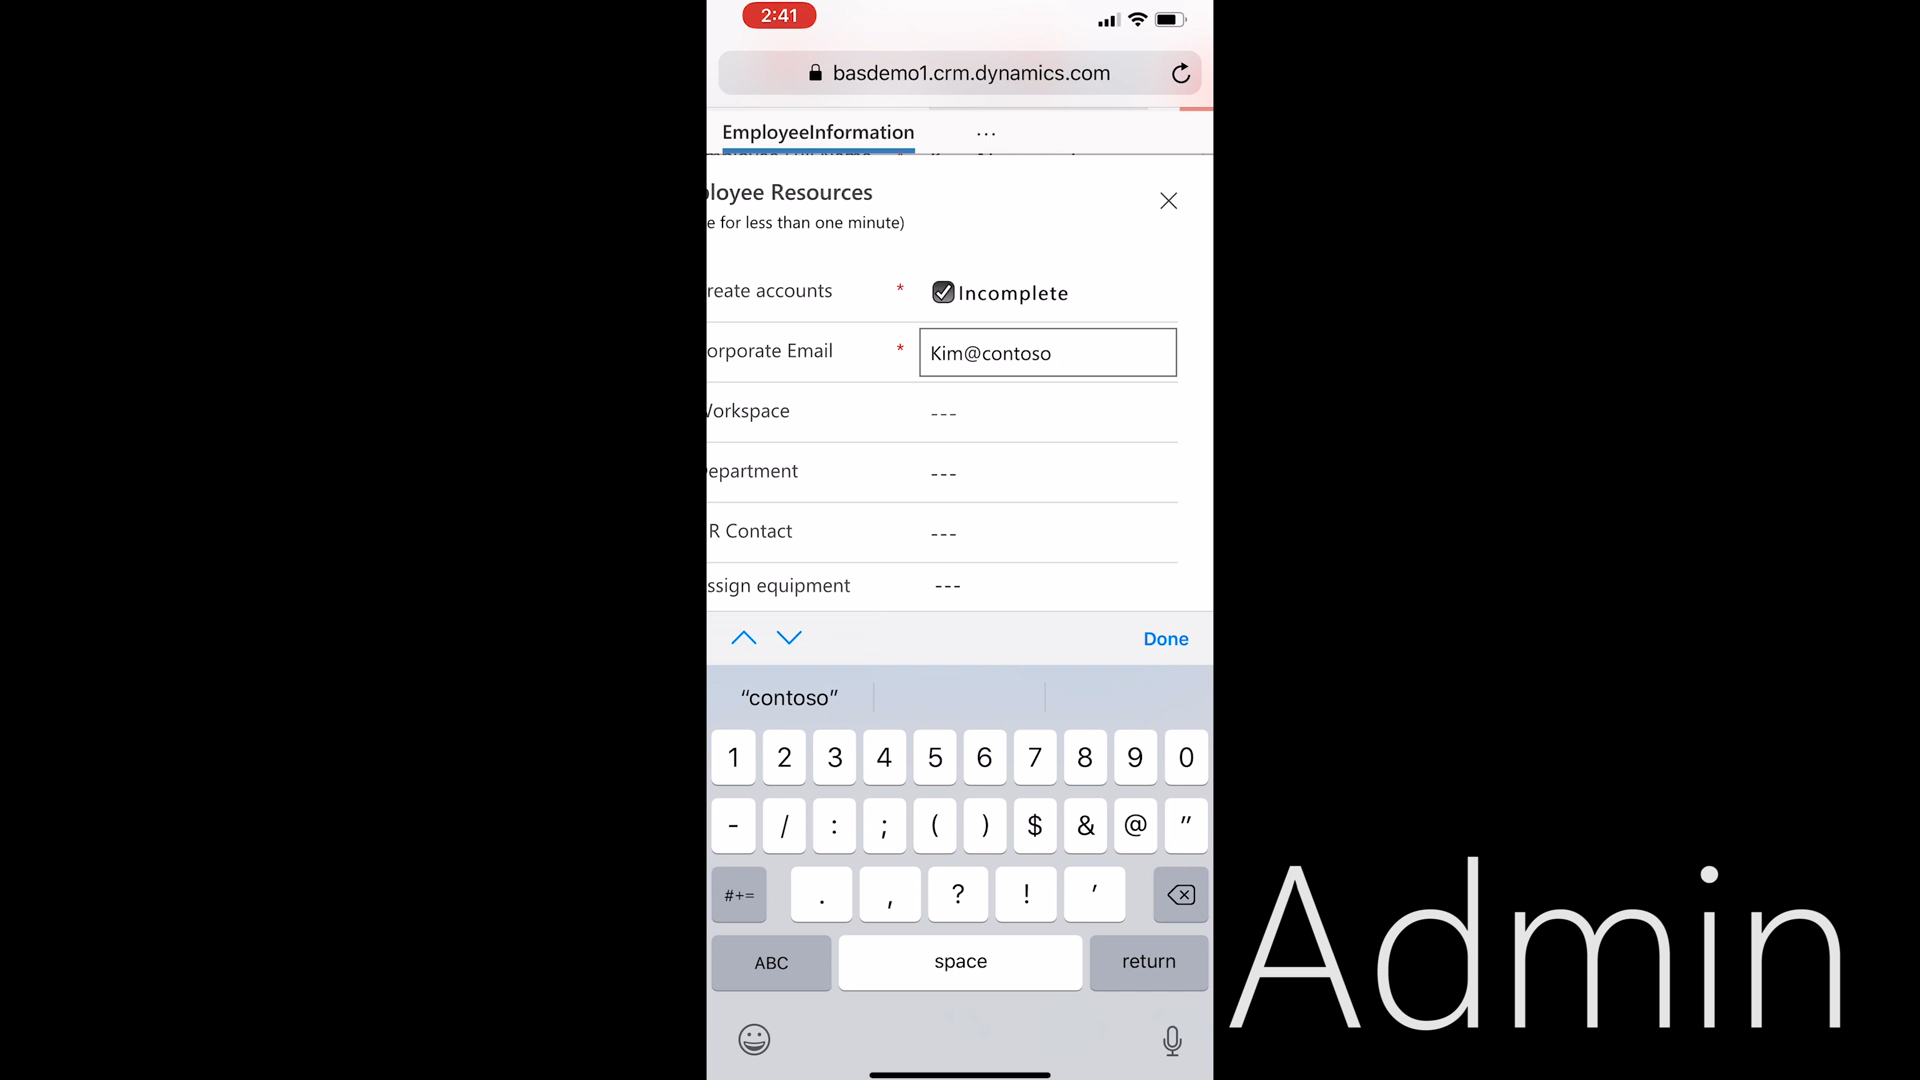 2:41
basdemo1.crm.dynamics.com
EmployeeInformation ...
ployee Resources
e for less than one minute)
reate accounts * Incomplete
orporate Email * Kim@contoso
Workspace ---
epartment ---
R Contact ---
ssign equipment ---
Done
“contoso”
1 2 3 4 5 6 7 8 9 0
- / : ; ( ) $ & @ "
#+= . , ? ! '
ABC space return
Admin